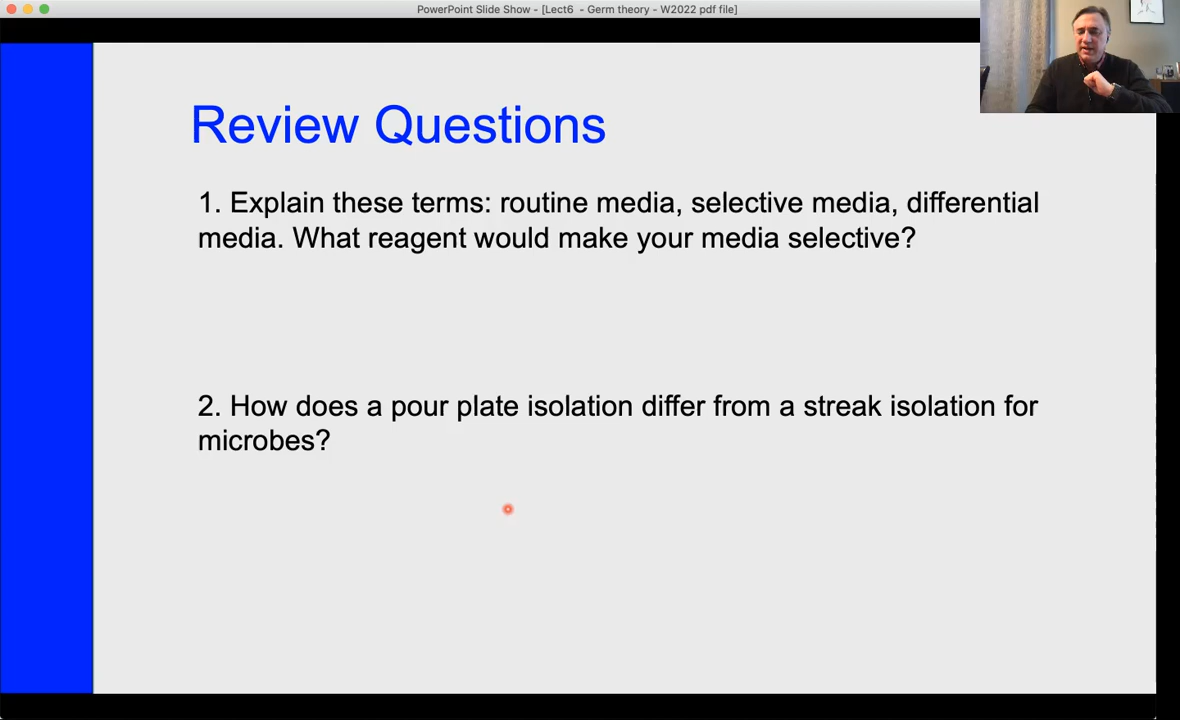 PowerPoint Slide Show - [Lect6 - Germ theory - W2022 pdf file]
Review Questions
1. Explain these terms: routine media, selective media, differential
media. What reagent would make your media selective?
2. How does a pour plate isolation differ from a streak isolation for
microbes?